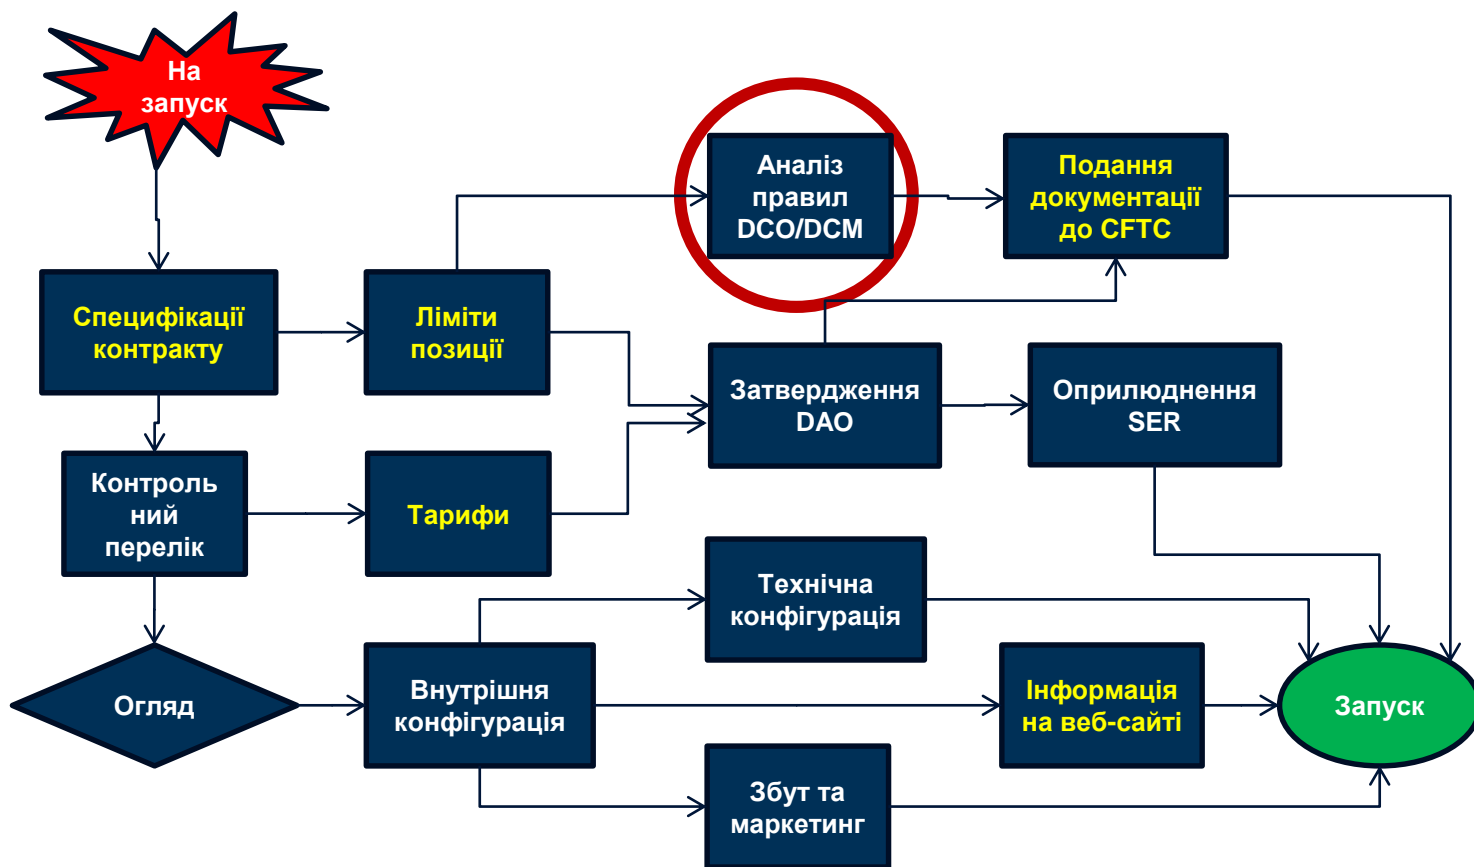 На
запуск
Аналіз
правил
DCO/DCM
Подання
документації
до CFTC
Специфікації
контракту
Ліміти
позиції
Затвердження
DAO
Оприлюднення
SER
Контроль
ний
перелік
Тарифи
Технічна
конфігурація
Огляд
Внутрішня
конфігурація
Інформація
на веб-сайті
Запуск
Збут та
маркетинг